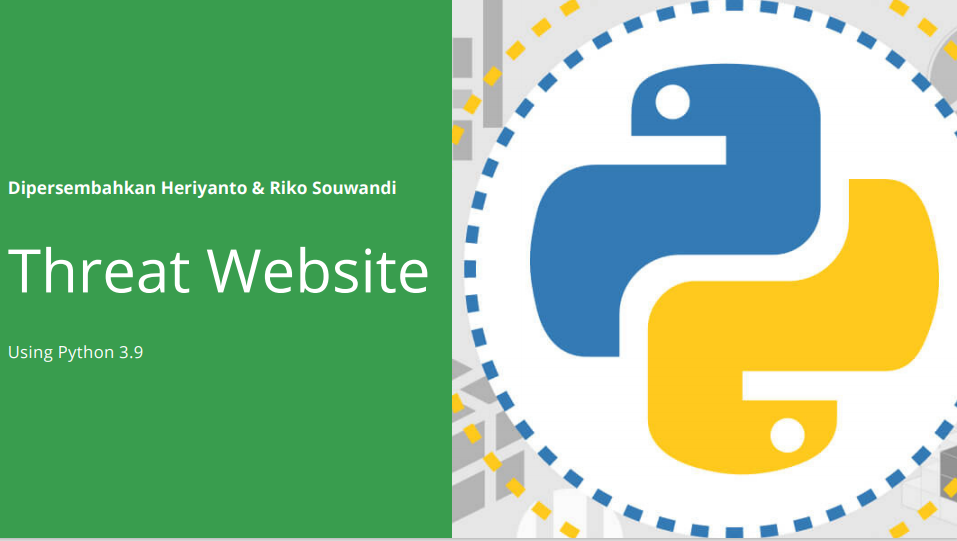 Dipersembahkan Heriyanto & Riko Souwandi
Threat Website
Using Python 3.9